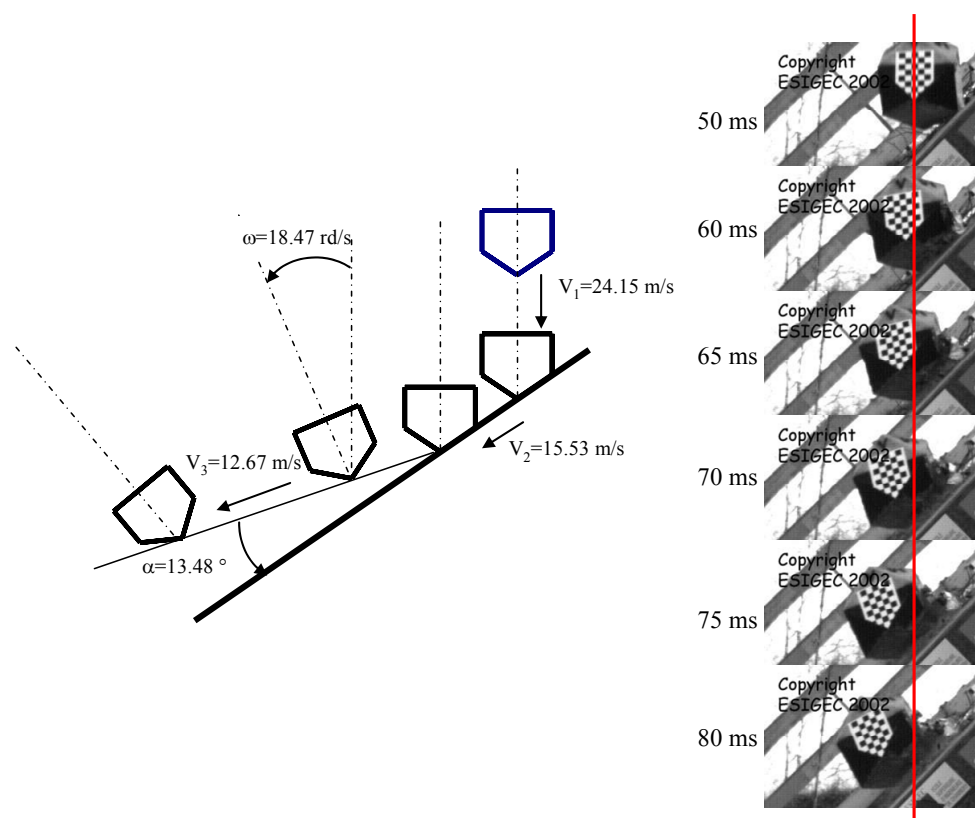 ω=18.47 rd/s
V1=24.15 m/s
V2=15.53 m/s
V3=12.67 m/s
α=13.48 °
50 ms
Copyright
ESIGEC 2002
60 ms
Copyright
ESIGEC 2002
65 ms
Copyright
ESIGEC 2002
70 ms
Copyright
ESIGEC 2002
75 ms
Copyright
ESIGEC 2002
80 ms
Copyright
ESIGEC 2002